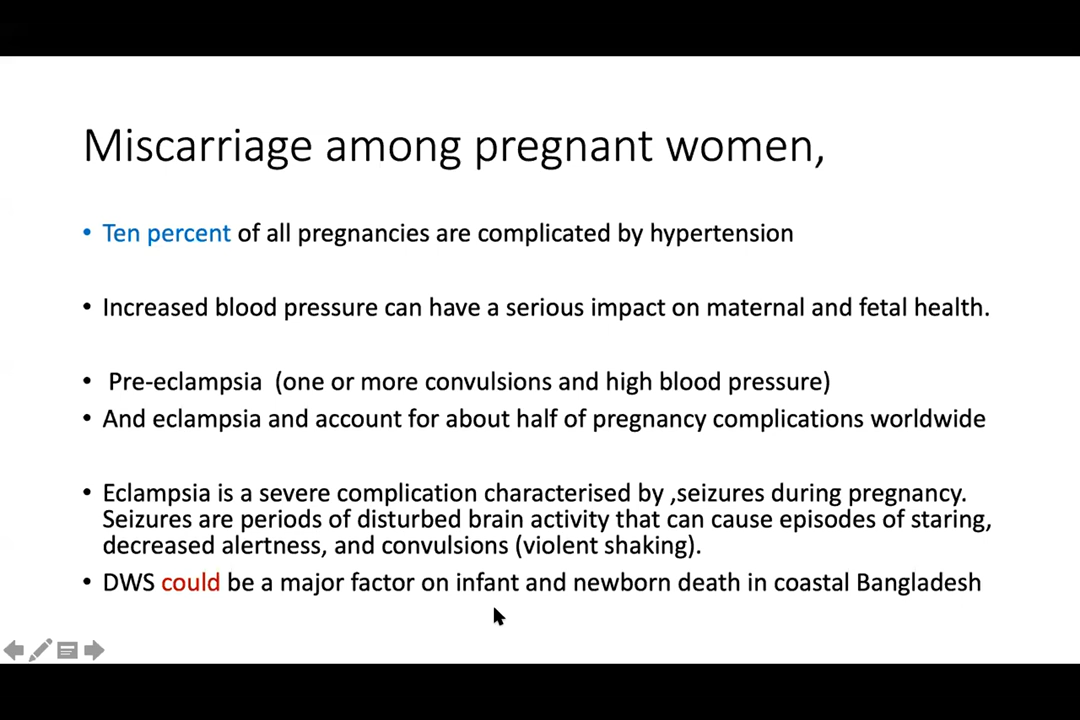 Miscarriage among pregnant women,
• Ten percent of all pregnancies are complicated by hypertension
• Increased blood pressure can have a serious impact on maternal and fetal health.
• Pre-eclampsia (one or more convulsions and high blood pressure)
• And eclampsia and account for about half of pregnancy complications worldwide
• Eclampsia is a severe complication characterised by ,seizures during pregnancy.
Seizures are periods of disturbed brain activity that can cause episodes of staring,
decreased alertness, and convulsions (violent shaking).
• DWS could be a major factor on infant and newborn death in coastal Bangladesh